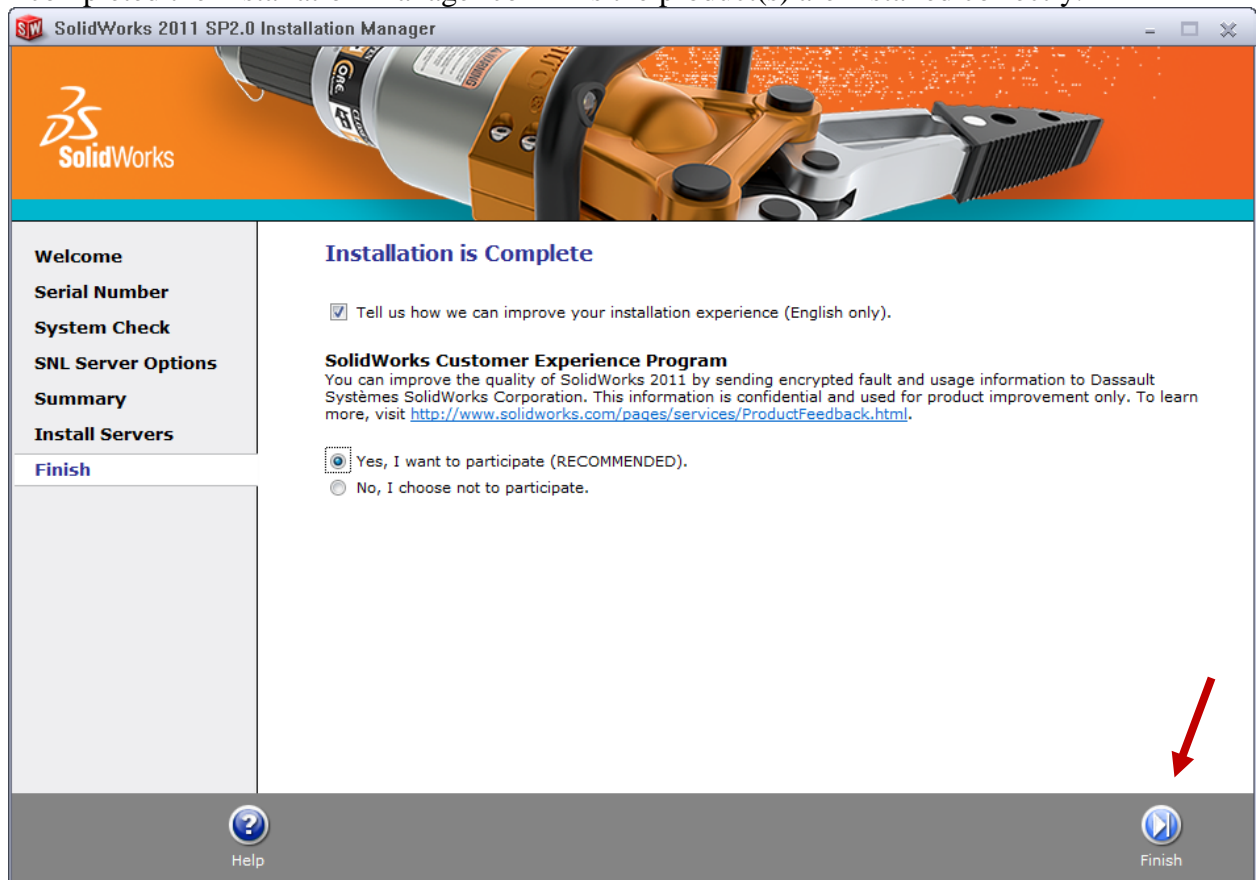 SolidWorks 2011 SP2.0 Installation Manager
WARNING
CORE
SolidWorks
Welcome
Serial Number
System Check
SNL Server Options
Summary
Install Servers
Finish
Installation is Complete
Tell us how we can improve your installation experience (English only).
SolidWorks Customer Experience Program
You can improve the quality of SolidWorks 2011 by sending encrypted fault and usage information to Dassault
Systèmes SolidWorks Corporation. This information is confidential and used for product improvement only. To learn
more, visit http://www.solidworks.com/pages/services/ProductFeedback.html.
Yes, I want to participate (RECOMMENDED).
No, I choose not to participate.
Help
Finish